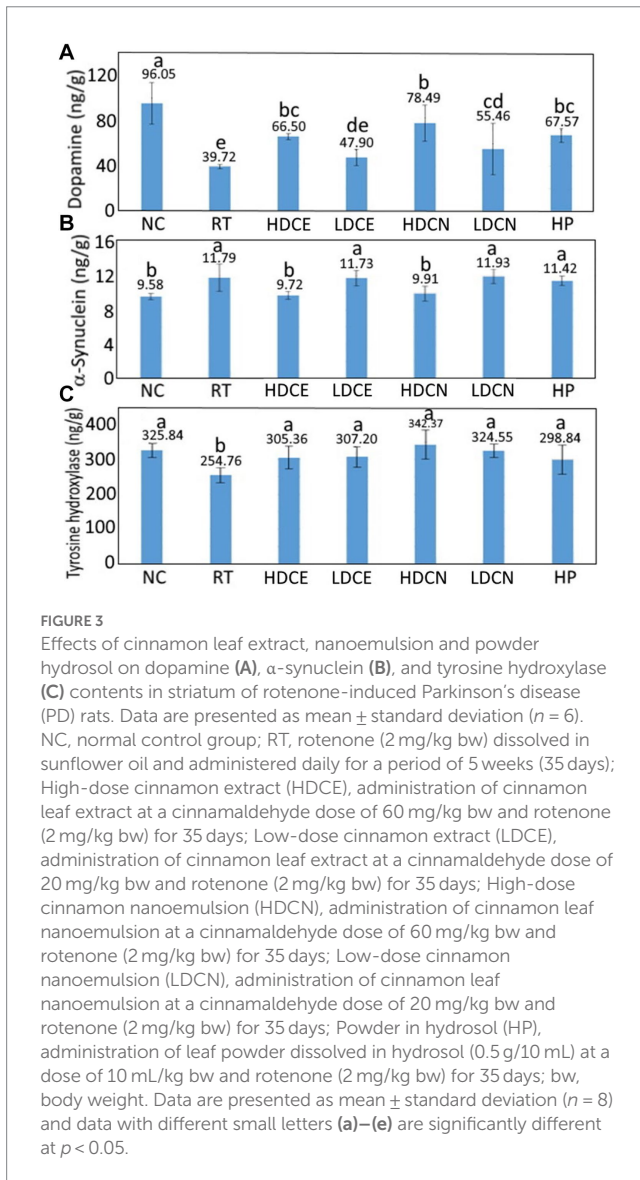 A
Dopamine (ng/g)
120
80
40
0
a
96.05
e
39.72
bc
66.50
de
47.90
b
78.49
cd
55.46
bc
67.57
NC RT HDCE LDCE HDCN LDCN HP
B
α-Synuclein (ng/g)
16
12
8
4
0
b
9.58
a
11.79
b
9.72
a
11.73
b
9.91
a
11.93
a
11.42
NC RT HDCE LDCE HDCN LDCN HP
C
Tyrosine hydroxylase (ng/g)
400
300
200
100
0
a
325.84
b
254.76
a
305.36
a
307.20
a
342.37
a
324.55
a
298.84
NC RT HDCE LDCE HDCN LDCN HP
FIGURE 3
Effects of cinnamon leaf extract, nanoemulsion and powder
hydrosol on dopamine (A), α-synuclein (B), and tyrosine hydroxylase
(C) contents in striatum of rotenone-induced Parkinson's disease
(PD) rats. Data are presented as mean ± standard deviation (n = 6).
NC, normal control group; RT, rotenone (2 mg/kg bw) dissolved in
sunflower oil and administered daily for a period of 5 weeks (35 days);
High-dose cinnamon extract (HDCE), administration of cinnamon
leaf extract at a cinnamaldehyde dose of 60 mg/kg bw and rotenone
(2 mg/kg bw) for 35 days; Low-dose cinnamon extract (LDCE),
administration of cinnamon leaf extract at a cinnamaldehyde dose of
20 mg/kg bw and rotenone (2 mg/kg bw) for 35 days; High-dose
cinnamon nanoemulsion (HDCN), administration of cinnamon leaf
nanoemulsion at a cinnamaldehyde dose of 60 mg/kg bw and
rotenone (2 mg/kg bw) for 35 days; Low-dose cinnamon
nanoemulsion (LDCN), administration of cinnamon leaf
nanoemulsion at a cinnamaldehyde dose of 20 mg/kg bw and
rotenone (2 mg/kg bw) for 35 days; Powder in hydrosol (HP),
administration of leaf powder dissolved in hydrosol (0.5 g/10 mL) at a
dose of 10 mL/kg bw and rotenone (2 mg/kg bw) for 35 days; bw,
body weight. Data are presented as mean ± standard deviation (n = 8)
and data with different small letters (a)–(e) are significantly different
at p < 0.05.